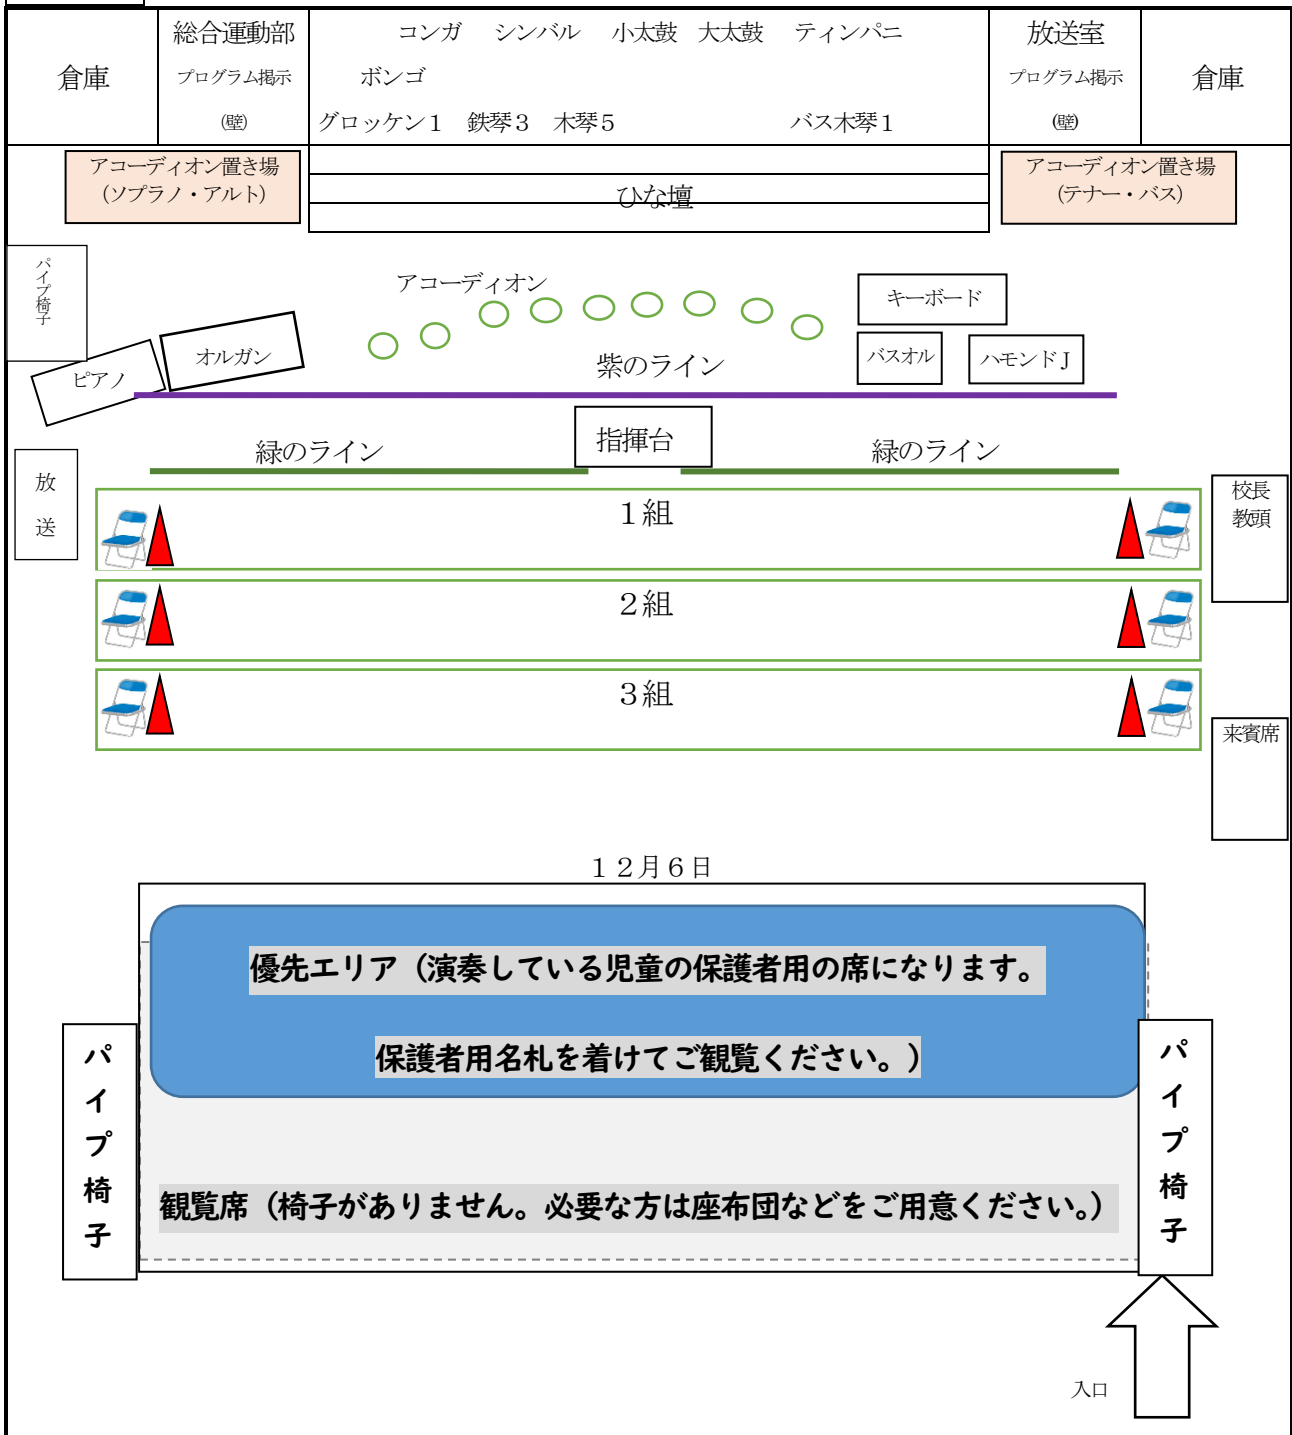 倉庫
総合運動部
プログラム掲示
(壁)
コンガ　シンバル　小太鼓　大太鼓　ティンパニ
ボンゴ
グロッケン１　鉄琴３　木琴５　バス木琴１
放送室
プログラム掲示
(壁)
倉庫
アコーディオン置き場
（ソプラノ・アルト）
ひな壇
アコーディオン置き場
（テナー・バス）
パイプ椅子
ピアノ
オルガン
アコーディオン
キーボード
バスオル
ハモンドＪ
紫のライン
指揮台
緑のライン
緑のライン
放送
１組
２組
３組
校長
教頭
来賓席
１２月６日
優先エリア（演奏している児童の保護者用の席になります。
保護者用名札を着けてご観覧ください。）
パイプ椅子
パイプ椅子
観覧席（椅子がありません。必要な方は座布団などをご用意ください。）
入口